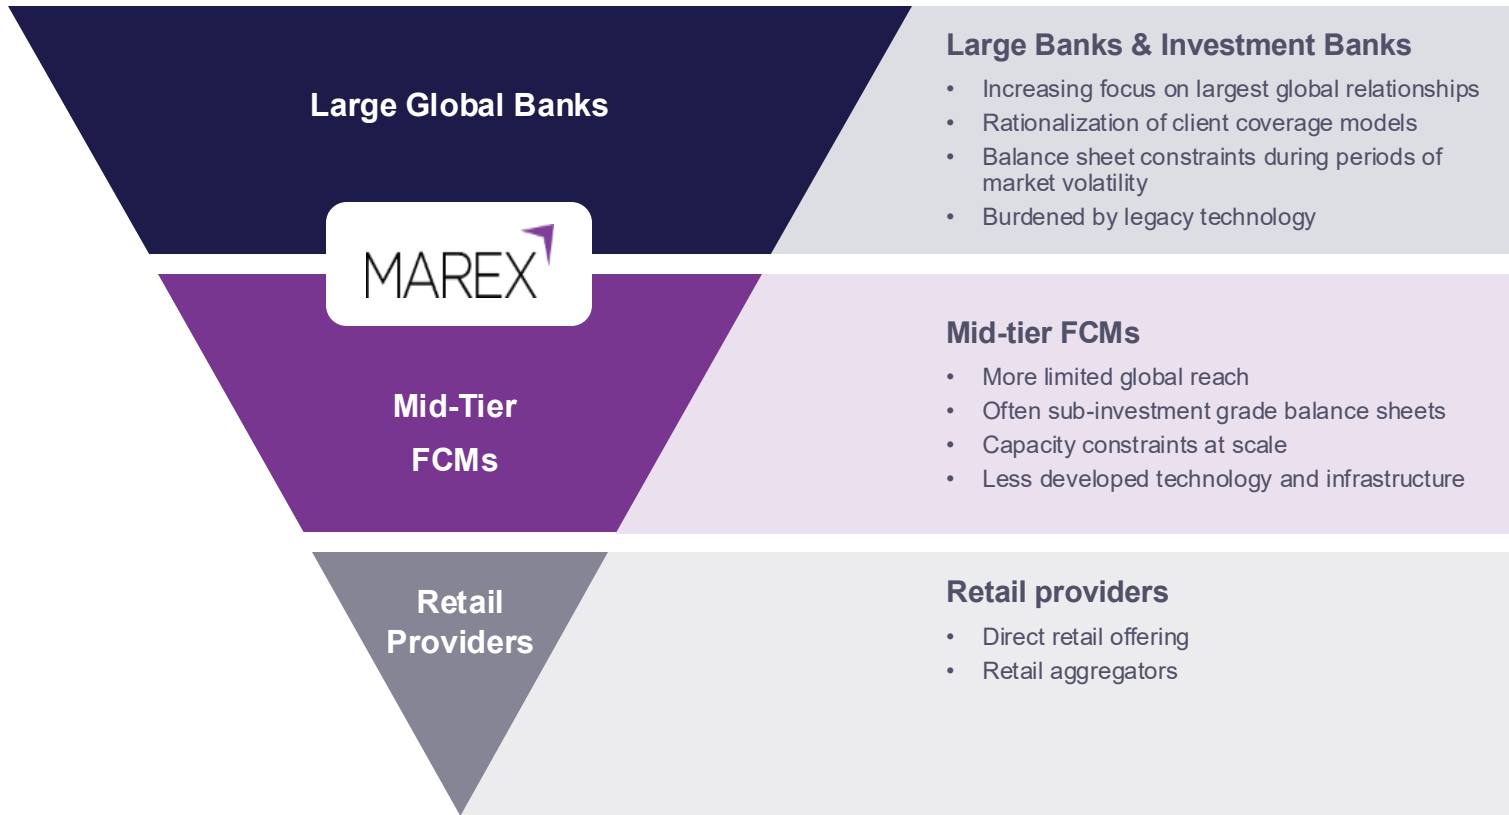 Large Global Banks
MAREX
Mid-Tier
FCMs
Retail
Providers
Large Banks & Investment Banks
• Increasing focus on largest global relationships
• Rationalization of client coverage models
• Balance sheet constraints during periods of
market volatility
• Burdened by legacy technology
Mid-tier FCMs
• More limited global reach
• Often sub-investment grade balance sheets
• Capacity constraints at scale
• Less developed technology and infrastructure
Retail providers
• Direct retail offering
• Retail aggregators